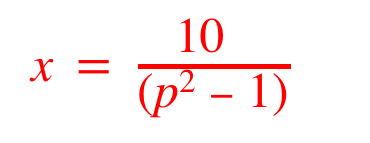 x = 10 / (p² − 1)